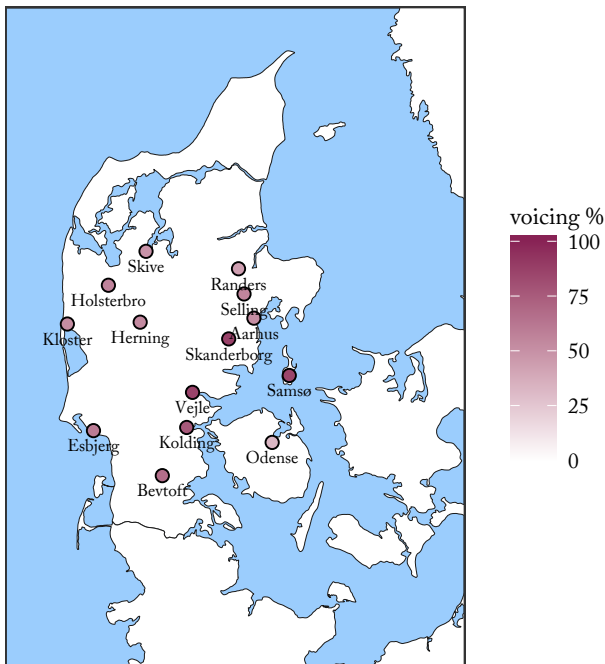 voicing %
100
75
50
25
0
Skive
Randers
Holsterbro
Selling
Aarhus
Kloster
Herning
Skanderborg
Samsø
Vejle
Esbjerg
Kolding
Odense
Bevtoft